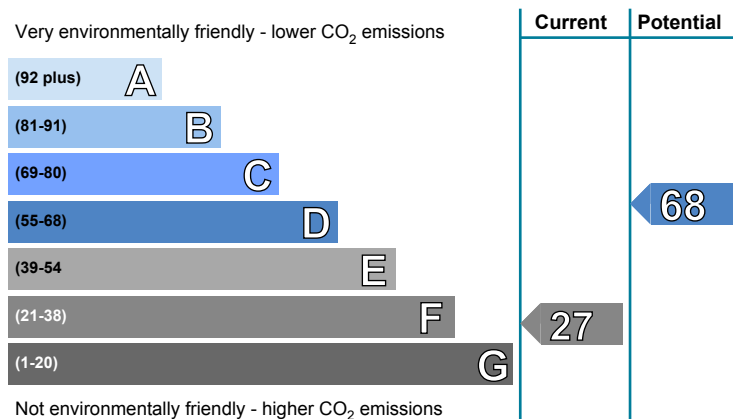 Current Potential
Very environmentally friendly - lower CO2 emissions
(92 plus) A
(81-91) B
(69-80) C
68
(55-68) D
(39-54 E
(21-38) F 27
(1-20) G
Not environmentally friendly - higher CO2 emissions